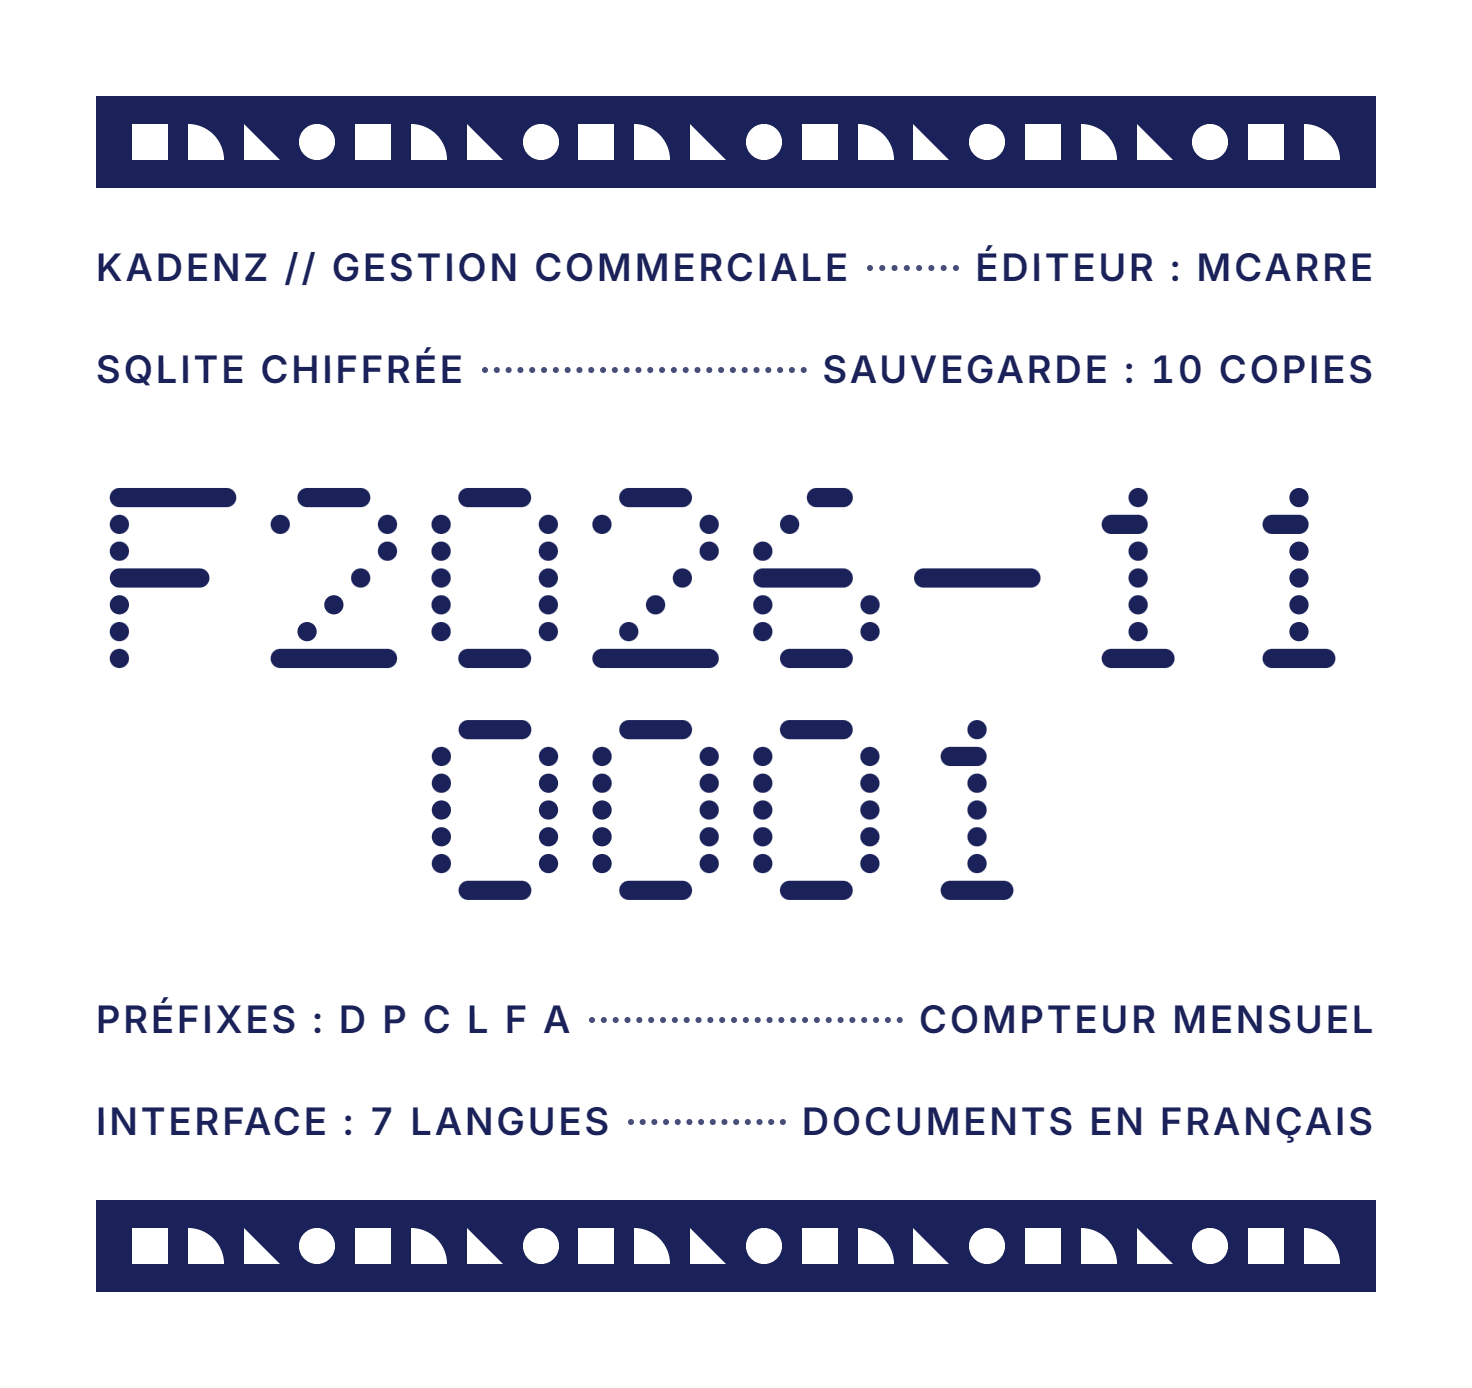 KADENZ // GESTION COMMERCIALE ········ ÉDITEUR : MCARRE
SQLITE CHIFFRÉE ···························· SAUVEGARDE : 10 COPIES
F2026-11
0001
PRÉFIXES : D P C L F A ··························· COMPTEUR MENSUEL
INTERFACE : 7 LANGUES ·············· DOCUMENTS EN FRANÇAIS